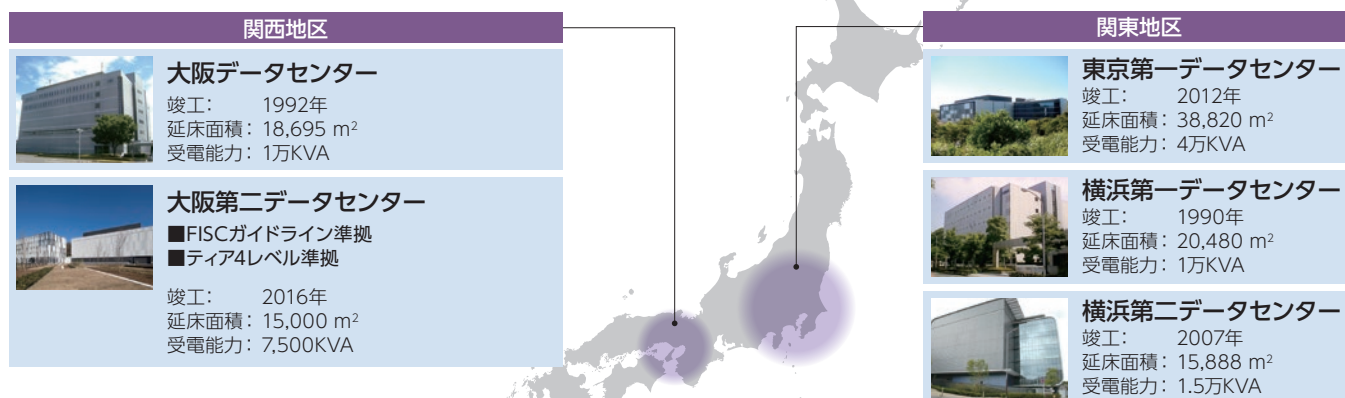 関西地区
大阪データセンター
竣工： 1992年
延床面積：18,695 m²
受電能力：1万KVA
大阪第二データセンター
■FISCガイドライン準拠
■ティア4レベル準拠
竣工： 2016年
延床面積：15,000 m²
受電能力：7,500KVA
関東地区
東京第一データセンター
竣工： 2012年
延床面積：38,820 m²
受電能力：4万KVA
横浜第一データセンター
竣工： 1990年
延床面積：20,480 m²
受電能力：1万KVA
横浜第二データセンター
竣工： 2007年
延床面積：15,888 m²
受電能力：1.5万KVA